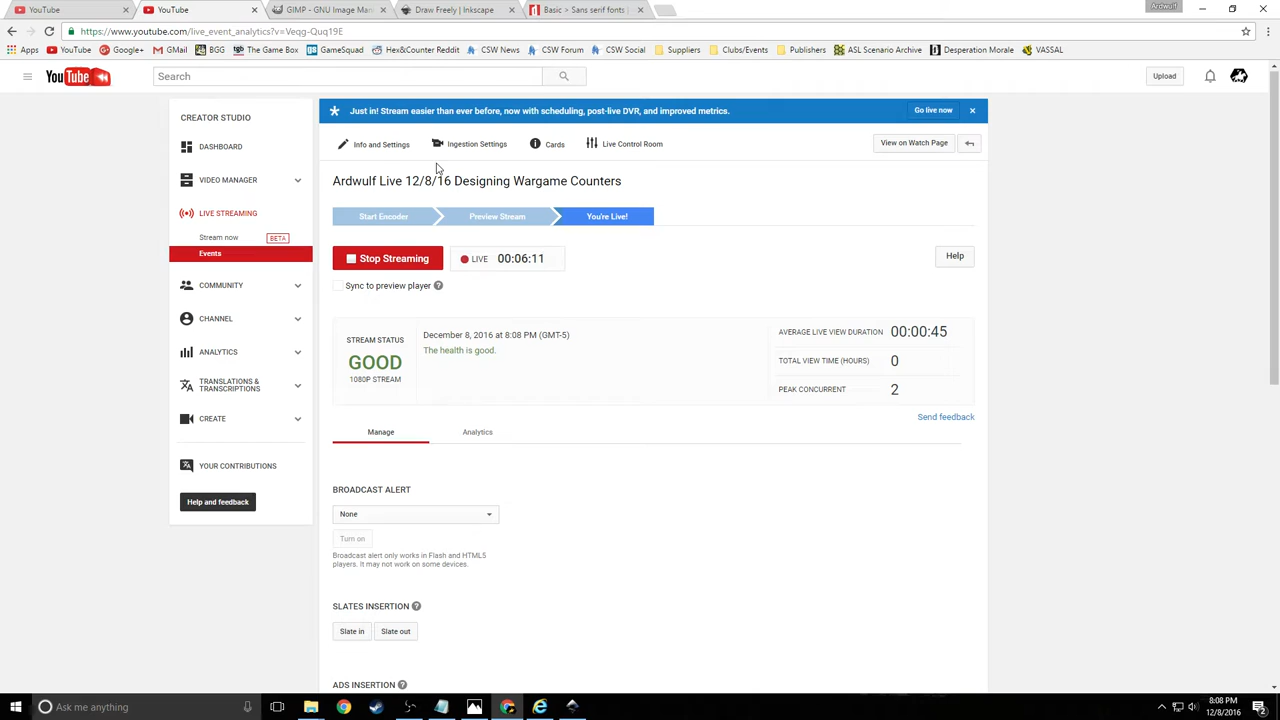 YouTube
YouTube
GIMP - GNU Image Man
Draw Freely | Inkscape
Basic > Sans serif fonts |
Ardwulf
https://www.youtube.com/live_event_analytics?v=Veqg-Quq19E
Apps
YouTube
Google+
GMail
BGG
The Game Box
GameSquad
Hex&Counter Reddit
CSW News
CSW Forum
CSW Social
Suppliers
Clubs/Events
Publishers
ASL Scenario Archive
Desperation Morale
VASSAL
YouTube
Search
Upload
CREATOR STUDIO
DASHBOARD
VIDEO MANAGER
LIVE STREAMING
Stream now
BETA
Events
COMMUNITY
CHANNEL
ANALYTICS
TRANSLATIONS &
TRANSCRIPTIONS
CREATE
YOUR CONTRIBUTIONS
Help and feedback
Just in! Stream easier than ever before, now with scheduling, post-live DVR, and improved metrics.
Go live now
Info and Settings
Ingestion Settings
Cards
Live Control Room
View on Watch Page
Ardwulf Live 12/8/16 Designing Wargame Counters
Start Encoder
Preview Stream
You're Live!
Stop Streaming
LIVE
00:06:11
Help
Sync to preview player
STREAM STATUS
GOOD
1080P STREAM
December 8, 2016 at 8:08 PM (GMT-5)
The health is good.
AVERAGE LIVE VIEW DURATION 00:00:45
TOTAL VIEW TIME (HOURS) 0
PEAK CONCURRENT 2
Send feedback
Manage
Analytics
BROADCAST ALERT
None
Turn on
Broadcast alert only works in Flash and HTML5
players. It may not work on some devices.
SLATES INSERTION
Slate in
Slate out
ADS INSERTION
Ask me anything
8:08 PM
12/8/2016